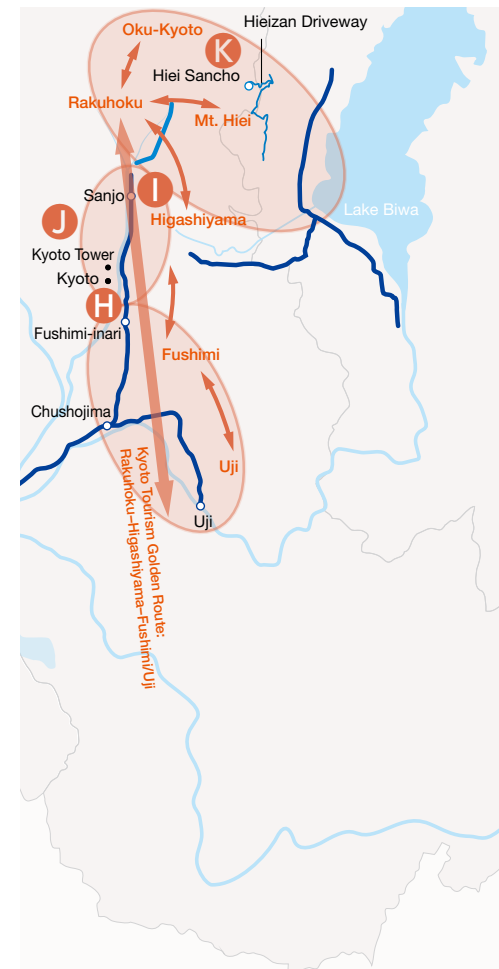 Hieizan Driveway
Oku-Kyoto
K
Hiei Sancho
Rakuhoku
Mt. Hiei
Sanjo
I
Lake Biwa
Higashiyama
J
Kyoto Tower
Kyoto
H
Fushimi-inari
Fushimi
Chushojima
Uji
Uji
Kyoto Tourism Golden Route:
Rakuhoku–Higashiyama–Fushimi/Uji